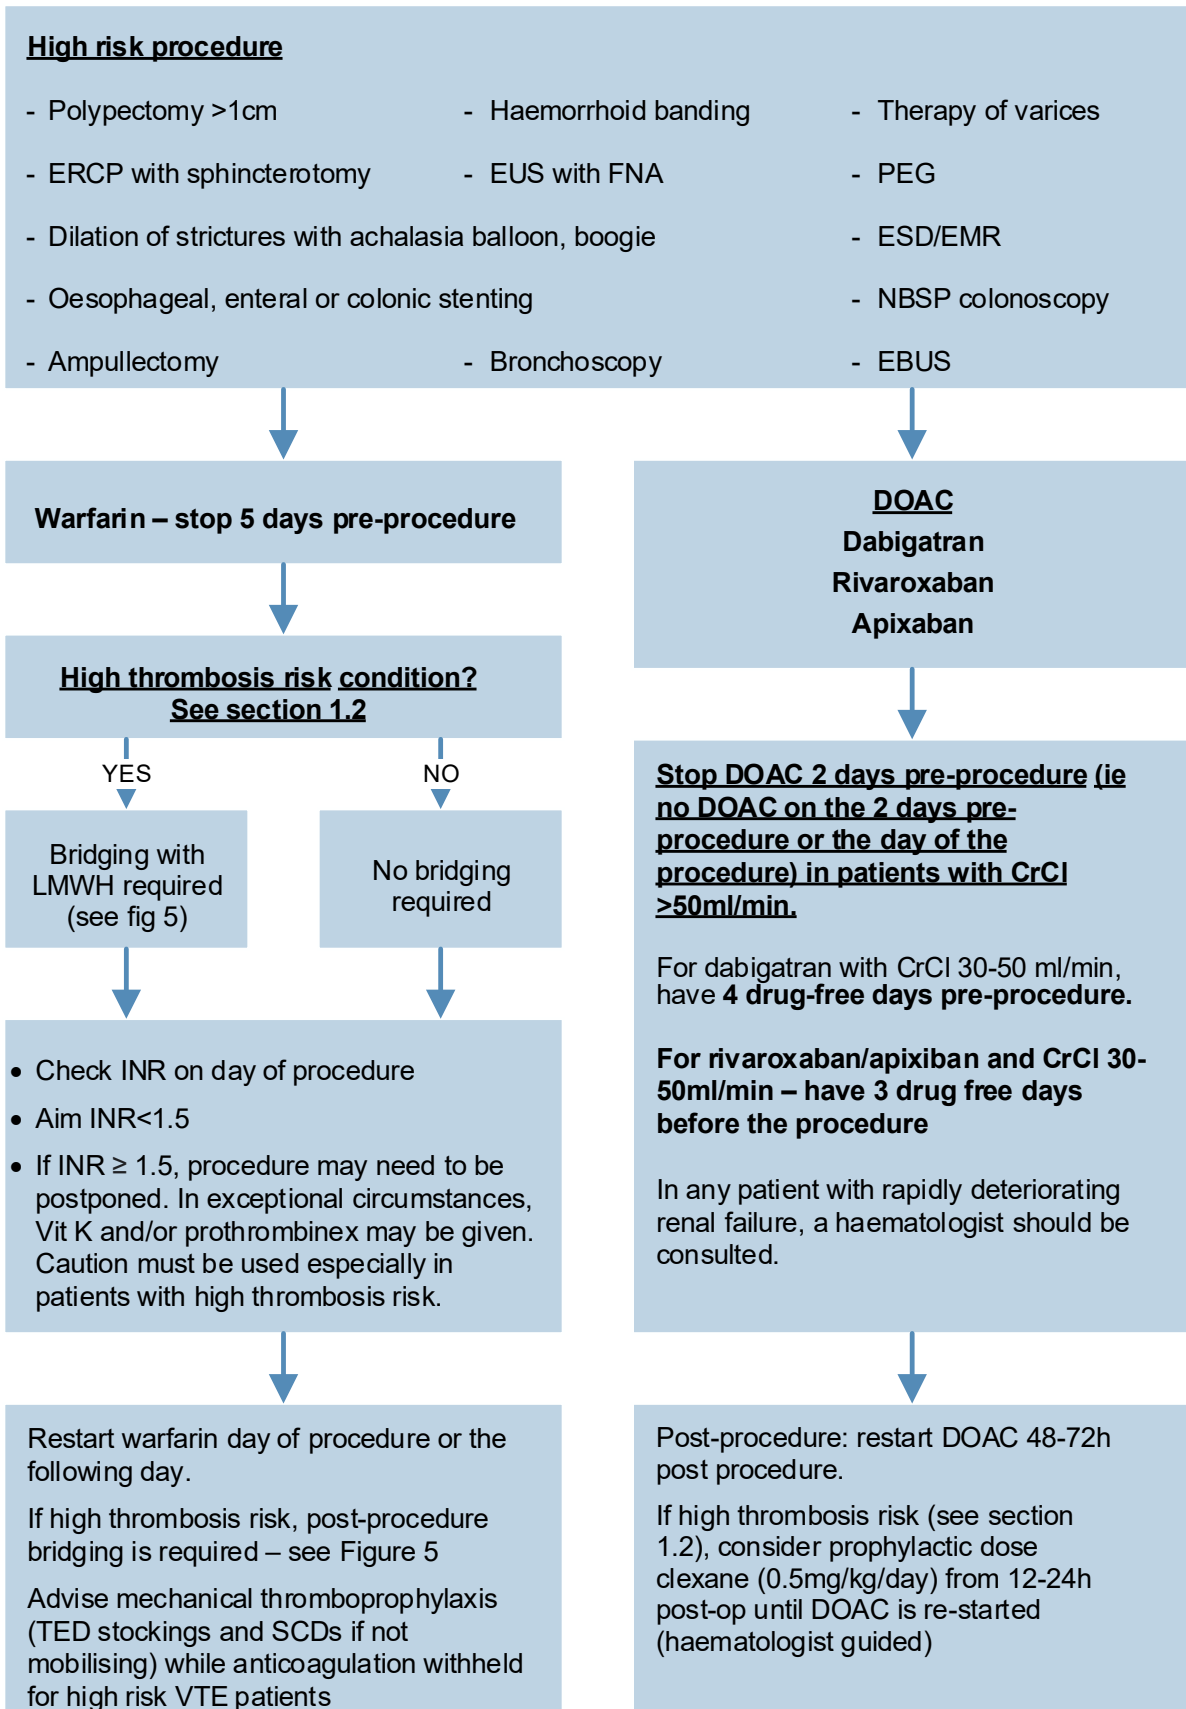 High risk procedure
- Polypectomy >1cm
- Haemorrhoid banding
- Therapy of varices
- ERCP with sphincterotomy
- EUS with FNA
- PEG
- Dilation of strictures with achalasia balloon, boogie
- ESD/EMR
- Oesophageal, enteral or colonic stenting
- NBSP colonoscopy
- Ampullectomy
- Bronchoscopy
- EBUS
Warfarin – stop 5 days pre-procedure
High thrombosis risk condition?
See section 1.2
YES
NO
Bridging with
LMWH required
(see fig 5)
No bridging
required
• Check INR on day of procedure
• Aim INR<1.5
• If INR ≥ 1.5, procedure may need to be
postponed. In exceptional circumstances,
Vit K and/or prothrombinex may be given.
Caution must be used especially in
patients with high thrombosis risk.
Restart warfarin day of procedure or the
following day.
If high thrombosis risk, post-procedure
bridging is required – see Figure 5
Advise mechanical thromboprophylaxis
(TED stockings and SCDs if not
mobilising) while anticoagulation withheld
for high risk VTE patients
DOAC
Dabigatran
Rivaroxaban
Apixaban
Stop DOAC 2 days pre-procedure (ie
no DOAC on the 2 days pre-
procedure or the day of the
procedure) in patients with CrCl
>50ml/min.
For dabigatran with CrCl 30-50 ml/min,
have 4 drug-free days pre-procedure.
For rivaroxaban/apixiban and CrCl 30-
50ml/min – have 3 drug free days
before the procedure
In any patient with rapidly deteriorating
renal failure, a haematologist should be
consulted.
Post-procedure: restart DOAC 48-72h
post procedure.
If high thrombosis risk (see section
1.2), consider prophylactic dose
clexane (0.5mg/kg/day) from 12-24h
post-op until DOAC is re-started
(haematologist guided)